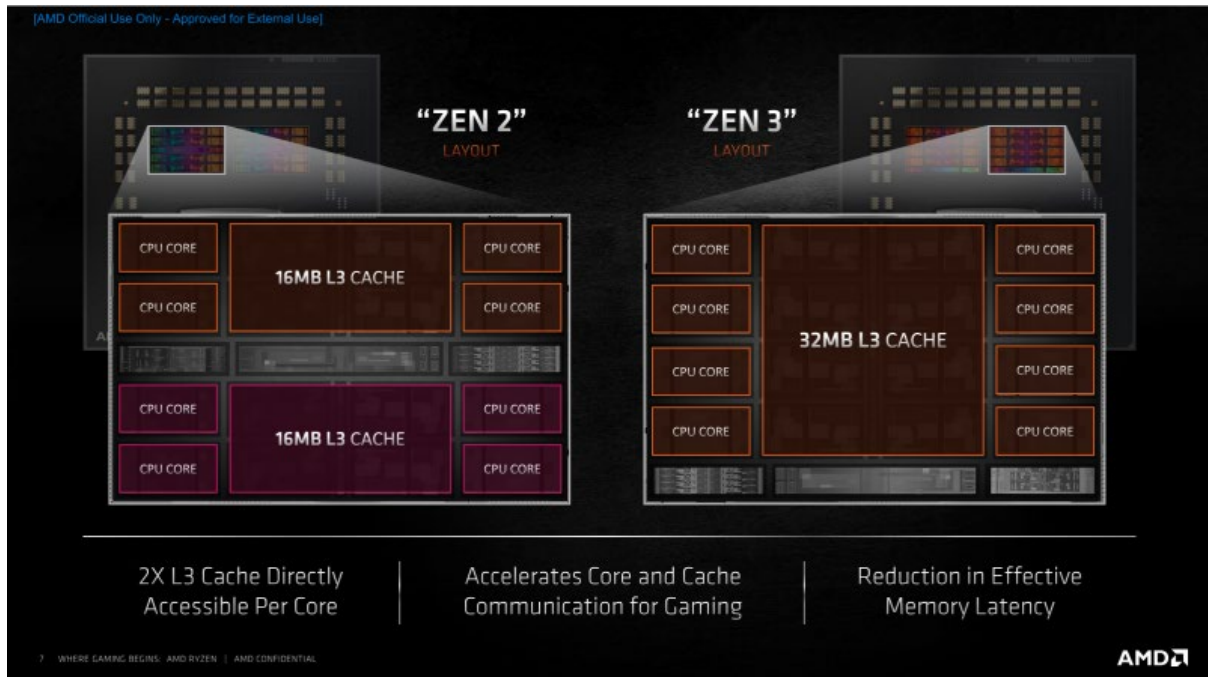 [AMD Official Use Only - Approved for External Use]
“ZEN 2”
LAYOUT
“ZEN 3”
LAYOUT
CPU CORE
16MB L3 CACHE
CPU CORE
CPU CORE
CPU CORE
CPU CORE
16MB L3 CACHE
CPU CORE
CPU CORE
CPU CORE
CPU CORE
32MB L3 CACHE
CPU CORE
CPU CORE
CPU CORE
CPU CORE
CPU CORE
CPU CORE
CPU CORE
CPU CORE
2X L3 Cache Directly
Accessible Per Core
Accelerates Core and Cache
Communication for Gaming
Reduction in Effective
Memory Latency
7 WHERE GAMING BEGINS: AMD RYZEN | AMD CONFIDENTIAL
AMD